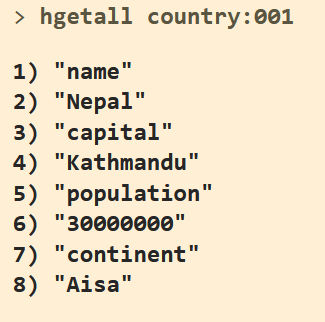 > hgetall country:001
1) "name"
2) "Nepal"
3) "capital"
4) "Kathmandu"
5) "population"
6) "30000000"
7) "continent"
8) "Aisa"